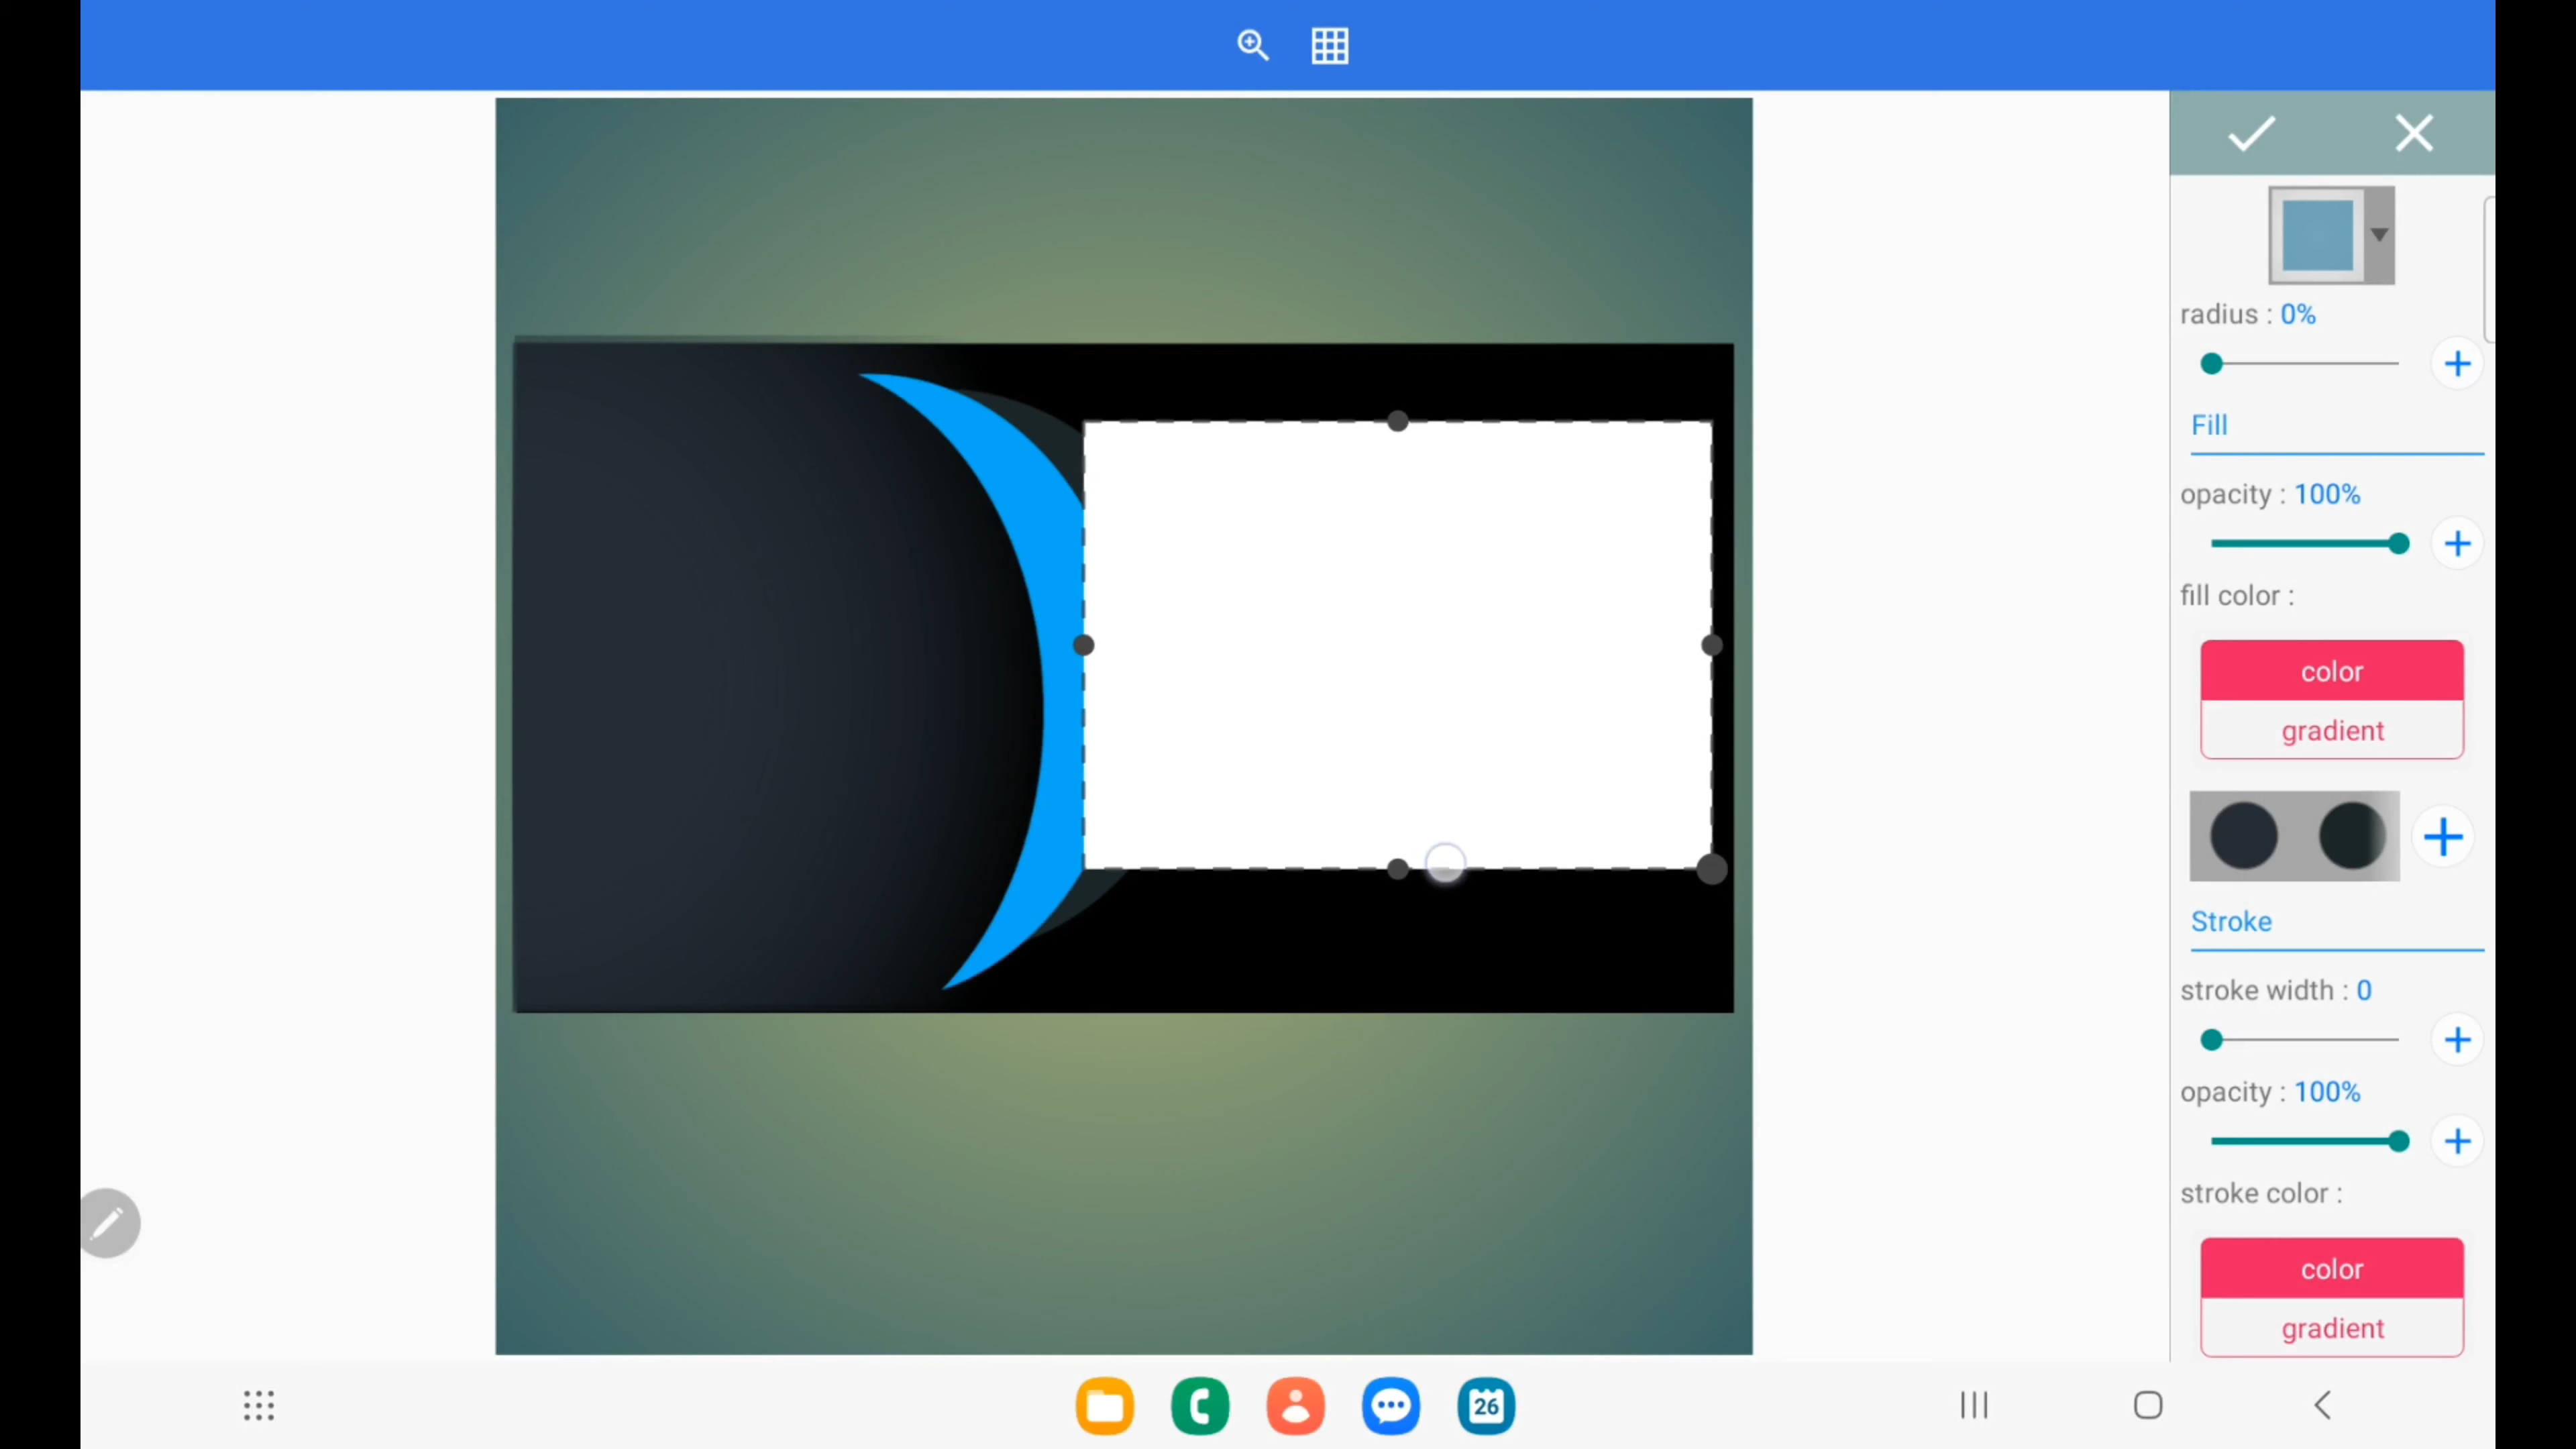 radius : 0%
Fill
opacity : 100%
fill color :
color
gradient
Stroke
stroke width : 0
opacity : 100%
stroke color :
color
gradient
26